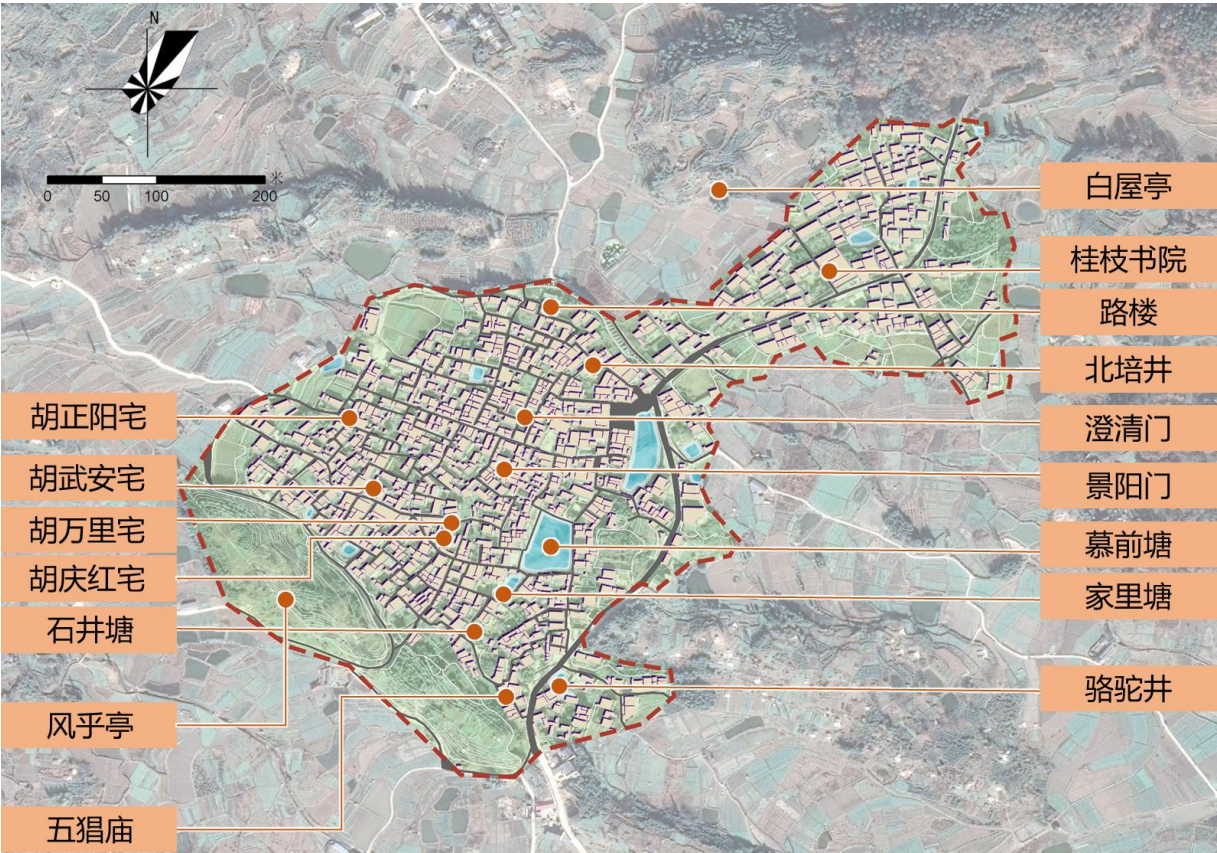 N
米
0 50 100 200
白屋亭
桂枝书院
路楼
北培井
澄清门
景阳门
慕前塘
家里塘
骆驼井
胡正阳宅
胡武安宅
胡万里宅
胡庆红宅
石井塘
风乎亭
五猖庙